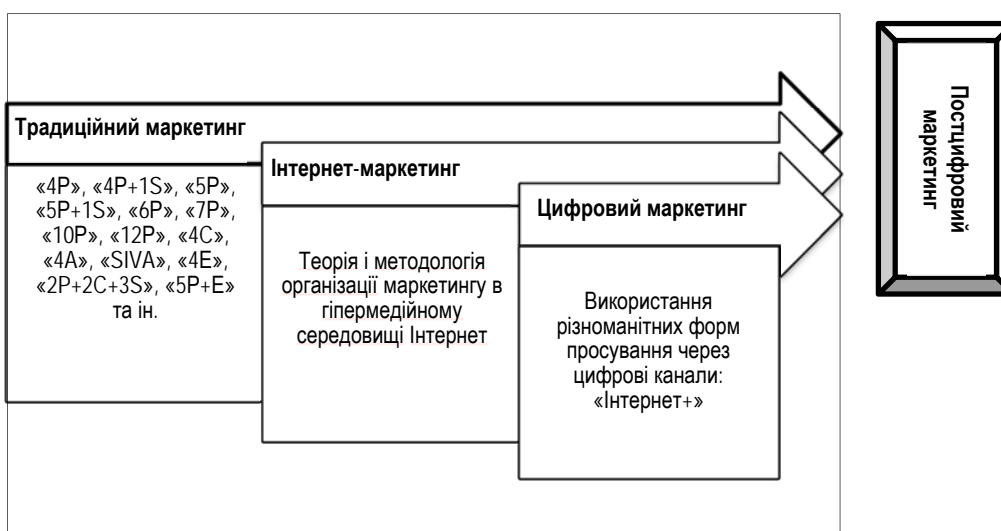 Традиційний маркетинг
«4P», «4P+1S», «5P»,
«5P+1S», «6P», «7P»,
«10P», «12P», «4C»,
«4A», «SIVA», «4E»,
«2P+2C+3S», «5P+E»
та ін.
Інтернет-маркетинг
Теорія і методологія
організації маркетингу в
гіпермедійному
середовищі Інтернет
Цифровий маркетинг
Використання
різноманітних форм
просування через
цифрові канали:
«Інтернет+»
Постцифровий
маркетинг